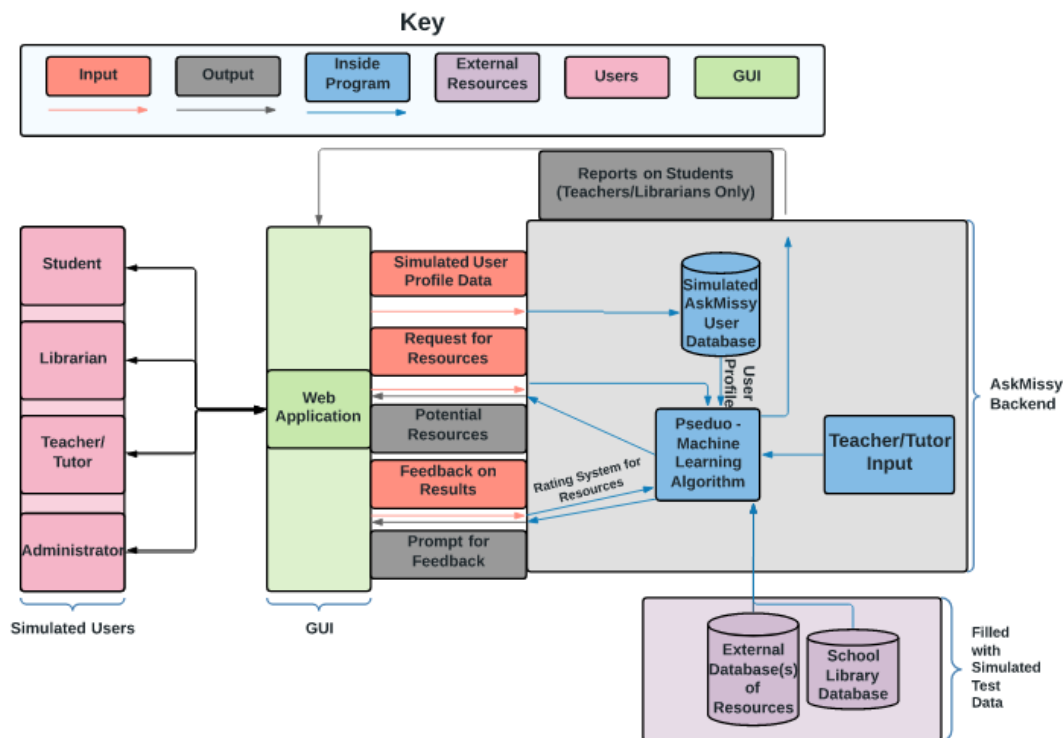 Key
Input
Output
Inside
Program
External
Resources
Users
GUI
Reports on Students
(Teachers/Librarians Only)
Student
Librarian
Teacher/
Tutor
Administrator
Simulated Users
Web
Application
GUI
Simulated User
Profile Data
Request for
Resources
Potential
Resources
Feedback on
Results
Prompt for
Feedback
Simulated
AskMissy
User
Database
User
Profile
Rating System for
Resources
Pseduo -
Machine
Learning
Algorithm
Teacher/Tutor
Input
AskMissy
Backend
External
Database(s)
of
Resources
School
Library
Database
Filled
with
Simulated
Test
Data